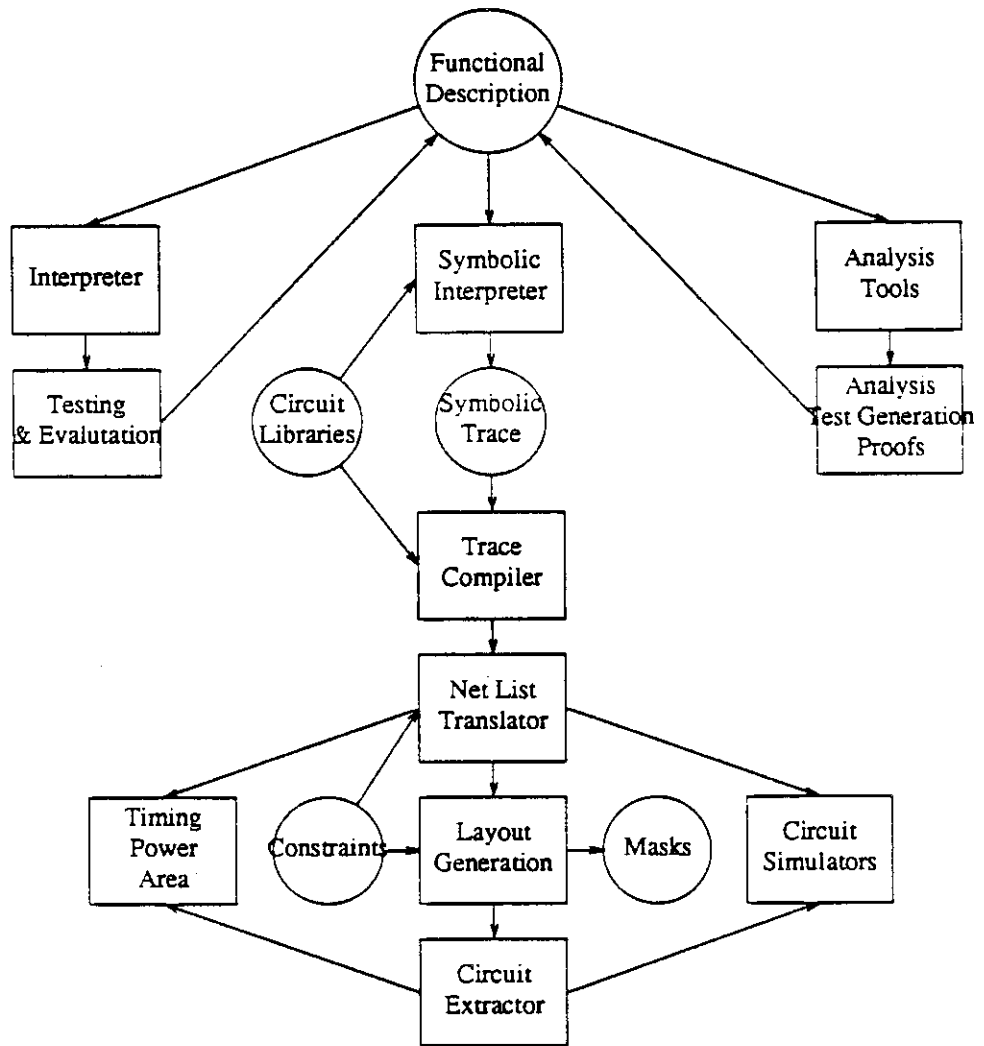 Functional
Description
Interpreter
Symbolic
Interpreter
Analysis
Tools
Testing
& Evalutation
Circuit
Libraries
Symbolic
Trace
Analysis
Test Generation
Proofs
Trace
Compiler
Net List
Translator
Timing
Power
Area
Constraints
Layout
Generation
Masks
Circuit
Simulators
Circuit
Extractor